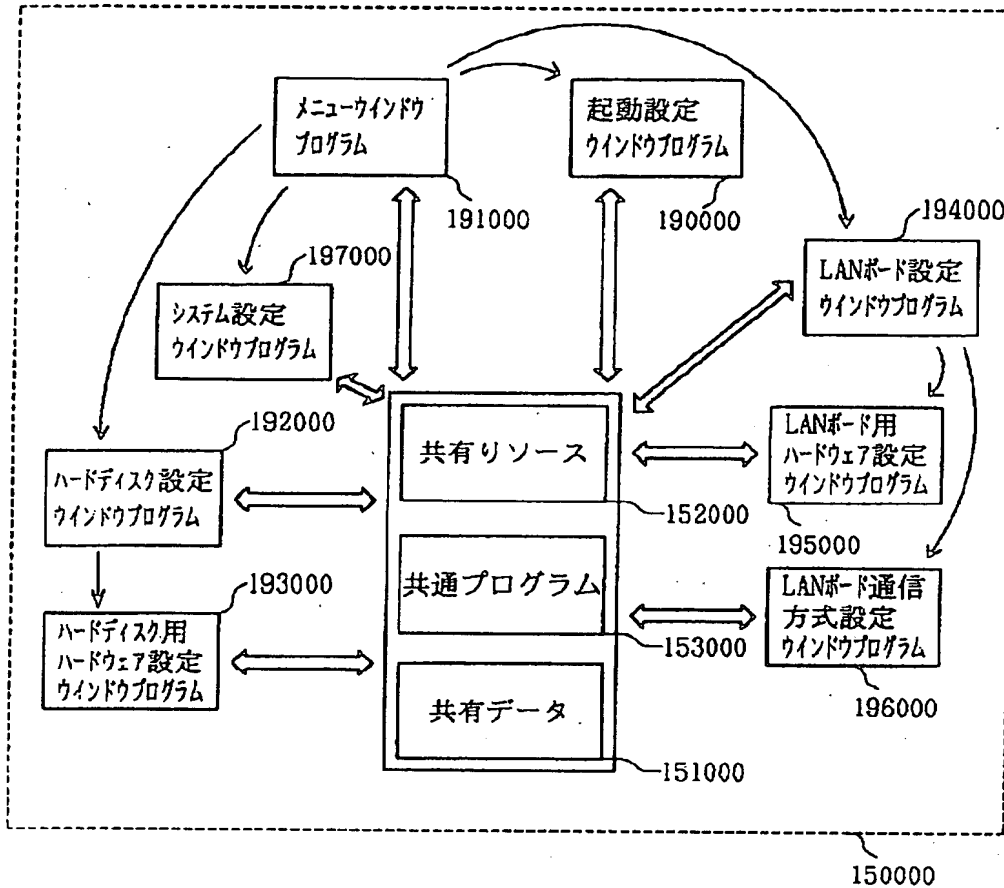 メニューウインドウ
プログラム
191000
起動設定
ウインドウプログラム
190000
194000
LANボード設定
ウインドウプログラム
197000
システム設定
ウインドウプログラム
192000
ハードディスク設定
ウインドウプログラム
共有リソース
152000
LANボード用
ハードウェア設定
ウインドウプログラム
195000
193000
ハードディスク用
ハードウェア設定
ウインドウプログラム
共通プログラム
153000
LANボード通信
方式設定
ウインドウプログラム
196000
共有データ
151000
150000